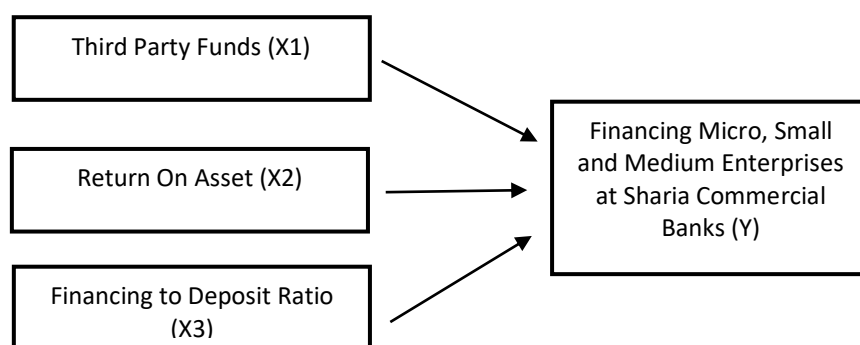 Third Party Funds (X1)
Return On Asset (X2)
Financing to Deposit Ratio
(X3)
Financing Micro, Small
and Medium Enterprises
at Sharia Commercial
Banks (Y)